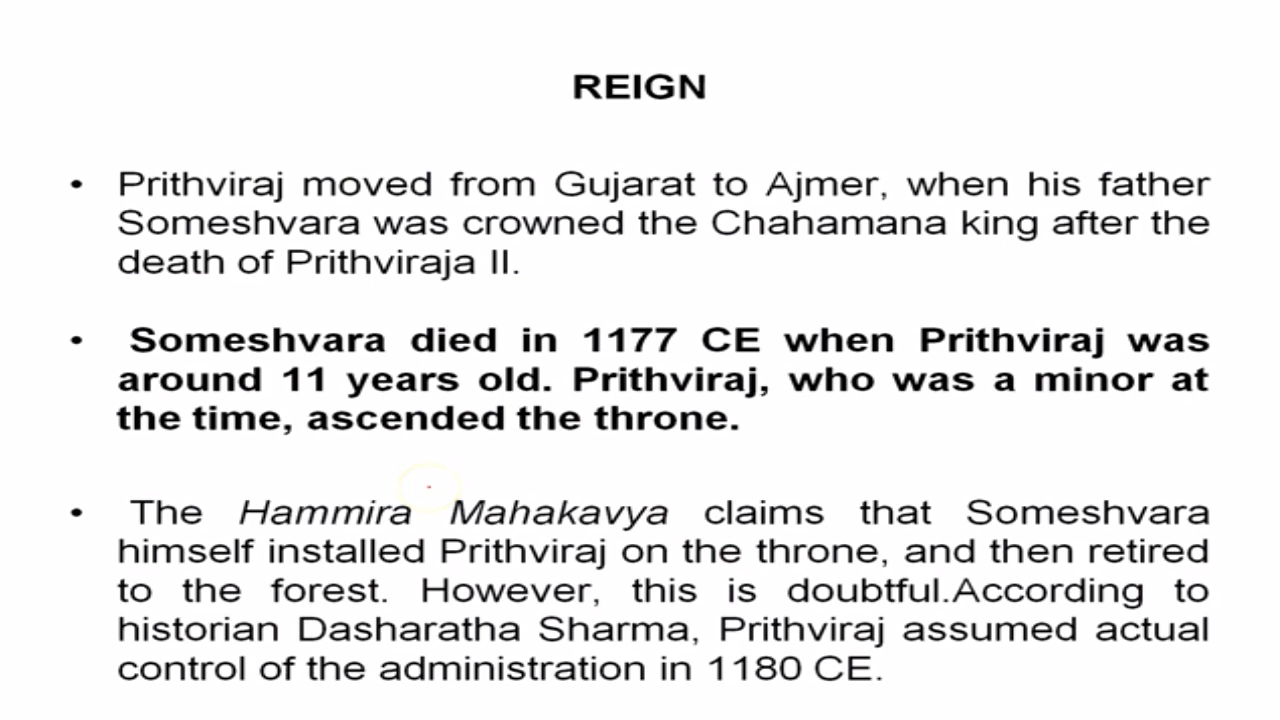 REIGN
• Prithviraj moved from Gujarat to Ajmer, when his father
Someshvara was crowned the Chahamana king after the
death of Prithviraja II.
• Someshvara died in 1177 CE when Prithviraj was
around 11 years old. Prithviraj, who was a minor at
the time, ascended the throne.
• The Hammira Mahakavya claims that Someshvara
himself installed Prithviraj on the throne, and then retired
to the forest. However, this is doubtful.According to
historian Dasharatha Sharma, Prithviraj assumed actual
control of the administration in 1180 CE.